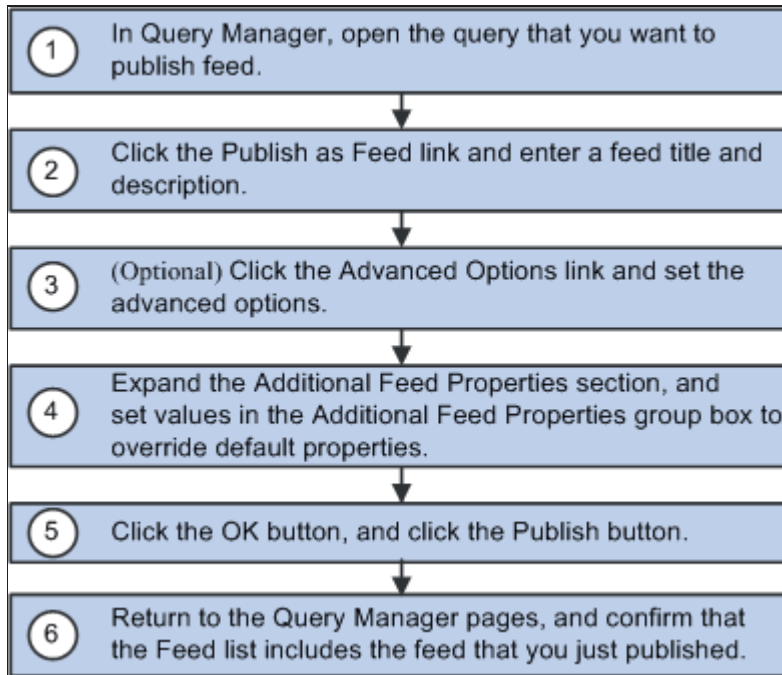 1
In Query Manager, open the query that you want to
publish feed.
2
Click the Publish as Feed link and enter a feed title and
description.
3
(Optional) Click the Advanced Options link and set the
advanced options.
4
Expand the Additional Feed Properties section, and
set values in the Additional Feed Properties group box to
override default properties.
5
Click the OK button, and click the Publish button.
6
Return to the Query Manager pages, and confirm that
the Feed list includes the feed that you just published.